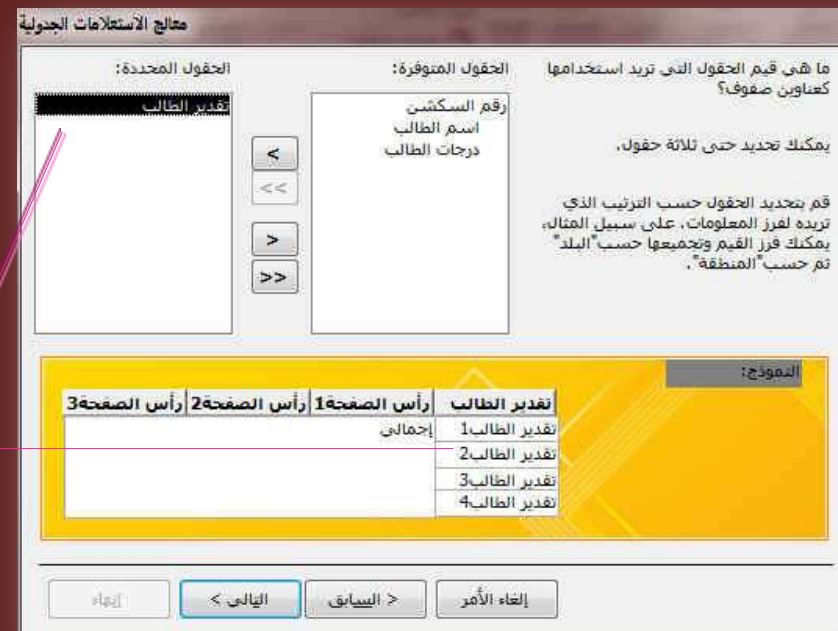 معالج الاستعلامات الجدولية
ما هي قيم الحقول التي تريد استخدامها
كعناوين صفوف؟
يمكنك تحديد حتى ثلاثة حقول.
قم بتحديد الحقول حسب الترتيب الذي
تريده لفرز المعلومات، على سبيل المثال،
يمكنك فرز القيم وتجميعها حسب"البلد"
ثم حسب"المنطقة".
الحقول المتوفرة:
رقم السكشن
اسم الطالب
درجات الطالب
<
<<
>
>>
الحقول المحددة:
تقدير الطالب
النموذج:
تقدير الطالب رأس الصفحة1 رأس الصفحة2 رأس الصفحة3
تقدير الطالب1 إجمالي
تقدير الطالب2
تقدير الطالب3
تقدير الطالب4
إلغاء الأمر
< السابق
التالي >
إنهاء